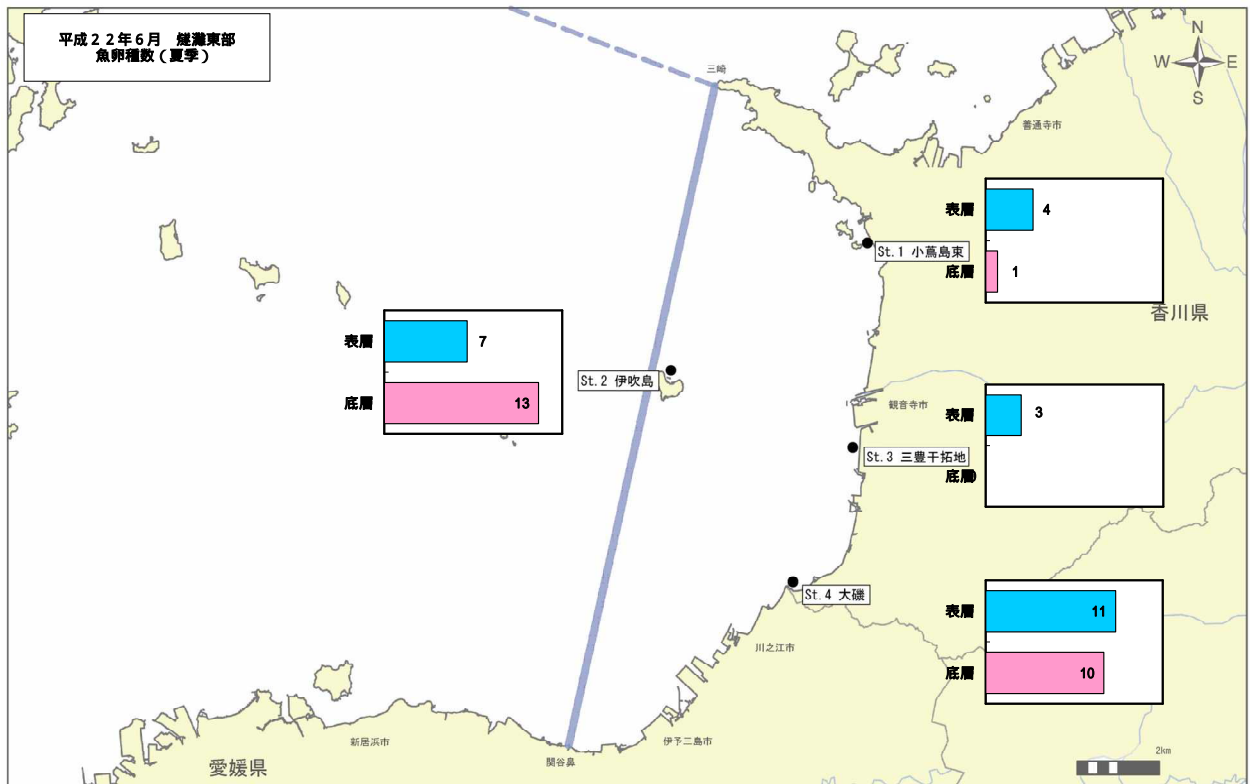 平成22年6月 燧灘東部
魚卵種数(夏季)
N
W
E
S
三崎
善通寺市
表層
4
底層
1
St.1 小蔦島東
香川県
表層
7
底層
13
St.2 伊吹島
観音寺市
表層
3
底層
0
St.3 三豊干拓地
St.4 大磯
表層
11
底層
10
川之江市
伊予三島市
新居浜市
関谷鼻
愛媛県
2km